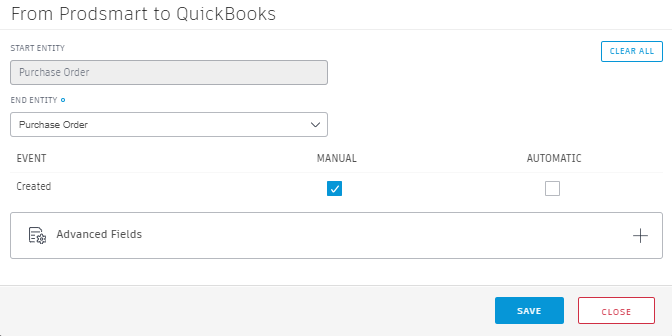 From Prodsmart to QuickBooks
START ENTITY
CLEAR ALL
Purchase Order
END ENTITY
Purchase Order
EVENT MANUAL AUTOMATIC
Created
Advanced Fields
SAVE CLOSE